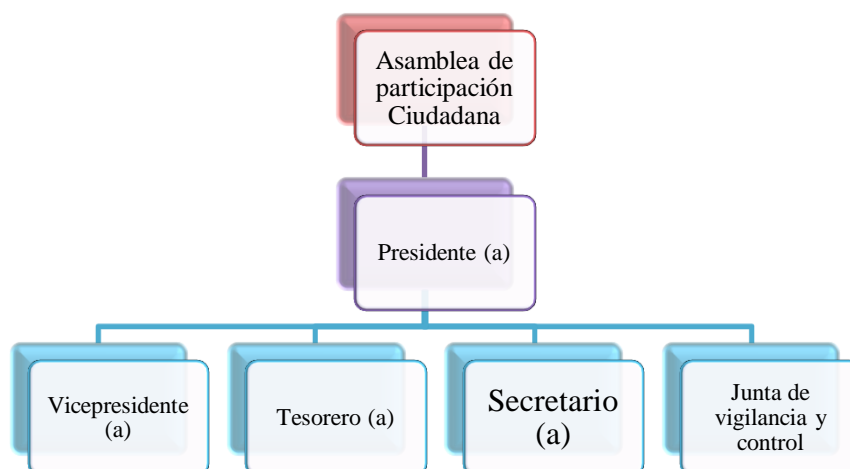 Asamblea de
participación
Ciudadana
Presidente (a)
Vicepresidente
(a)
Tesorero (a)
Secretario
(a)
Junta de
vigilancia y
control